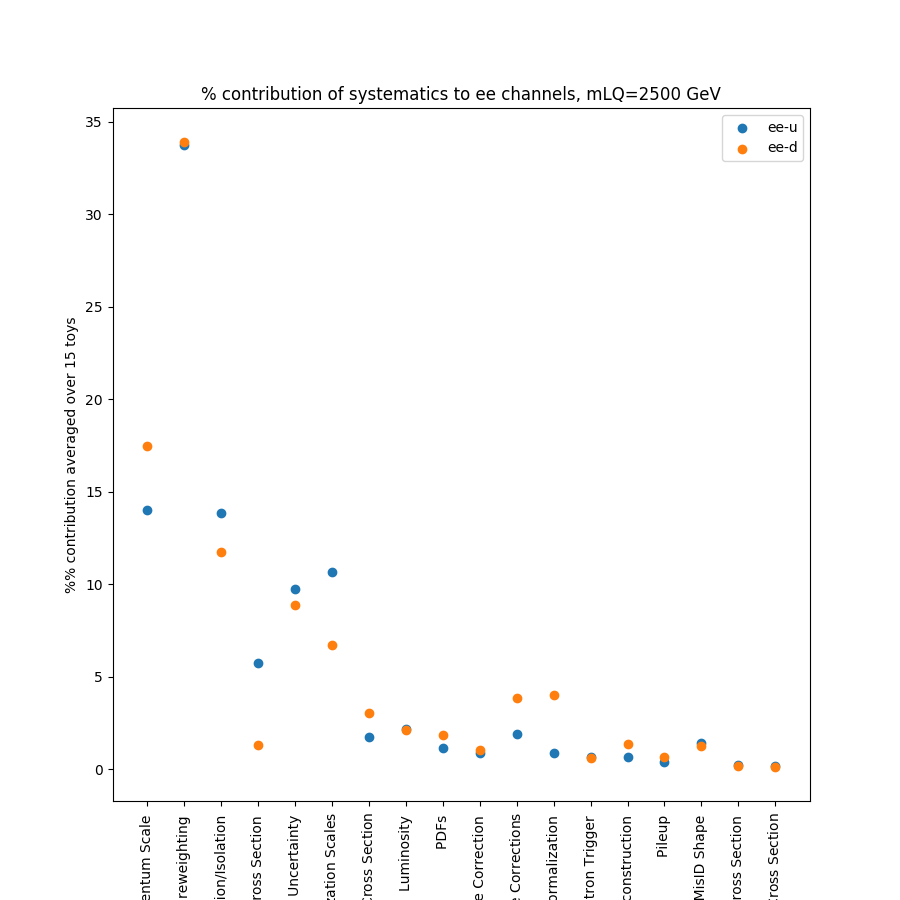 % contribution of systematics to ee channels, mLQ=2500 GeV
ee-u
ee-d
%% contribution averaged over 15 toys
35
30
25
20
15
10
5
0
entum Scale
reweighting
ion/Isolation
ross Section
Uncertainty
zation Scales
Cross Section
Luminosity
PDFs
e Correction
e Corrections
ormalization
tron Trigger
construction
Pileup
MisID Shape
ross Section
Cross Section